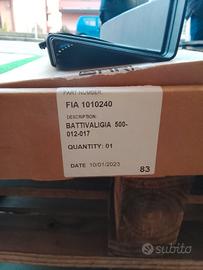 PART NUMBER:
FIA 1010240
DESCRIPTION:
BATTIVALIGIA 500-
012-017
QUANTITY: 01
DATE 10/01/2023 83
subito